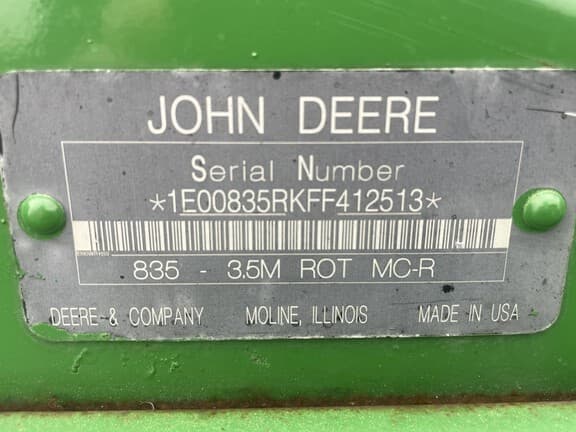 JOHN DEERE
Serial Number
*1E00835RKFF412513*
835 - 3.5M ROT MC-R
DEERE & COMPANY MOLINE, ILLINOIS MADE IN USA